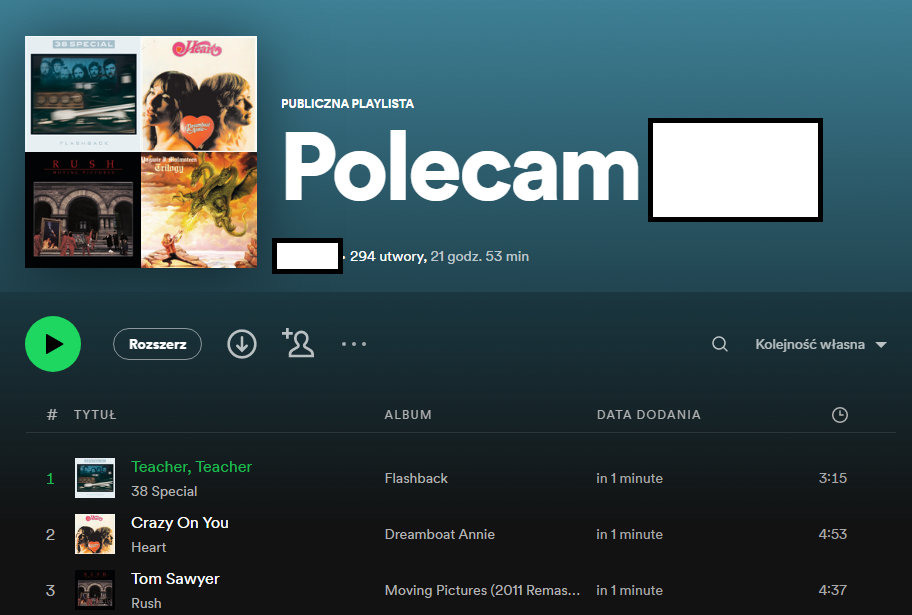 38 SPECIAL
FLASHBACK
Heart
Dreamboat Annie
RUSH
MOVING PICTURES
Yngwie J. Malmsteen
Trilogy
PUBLICZNA PLAYLISTA
Polecam
• 294 utwory, 21 godz. 53 min
Rozszerz
Kolejność własna
# TYTUŁ ALBUM DATA DODANIA
1 Teacher, Teacher Flashback in 1 minute 3:15
38 Special
2 Crazy On You Dreamboat Annie in 1 minute 4:53
Heart
3 Tom Sawyer Moving Pictures (2011 Remas... in 1 minute 4:37
Rush